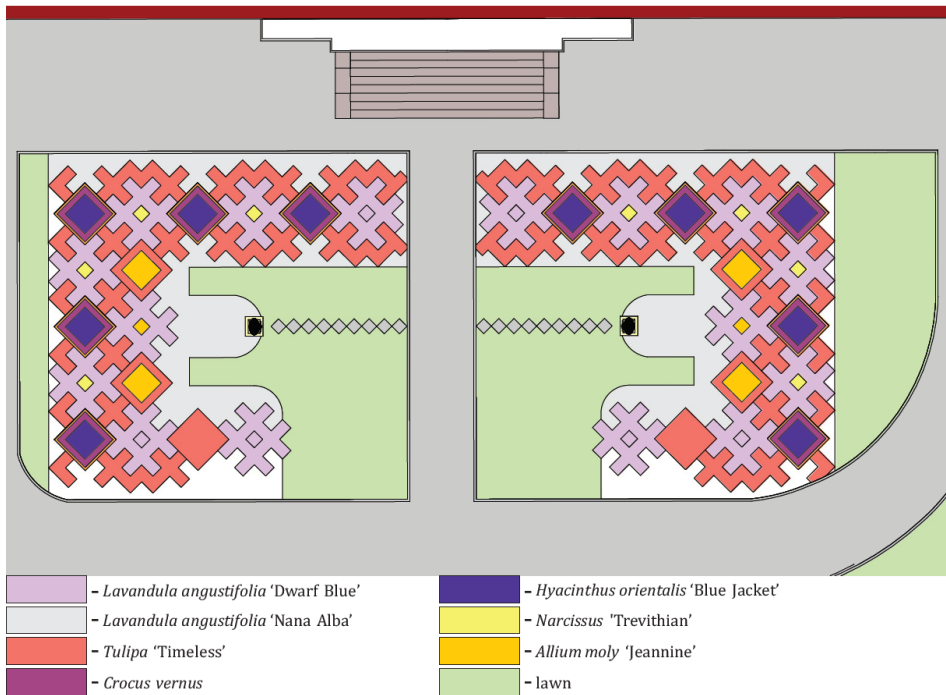 – Lavandula angustifolia ‘Dwarf Blue’
– Lavandula angustifolia ‘Nana Alba’
– Tulipa ‘Timeless’
– Crocus vernus
– Hyacinthus orientalis ‘Blue Jacket’
– Narcissus 'Trevithian’
– Allium moly ‘Jeannine’
– lawn